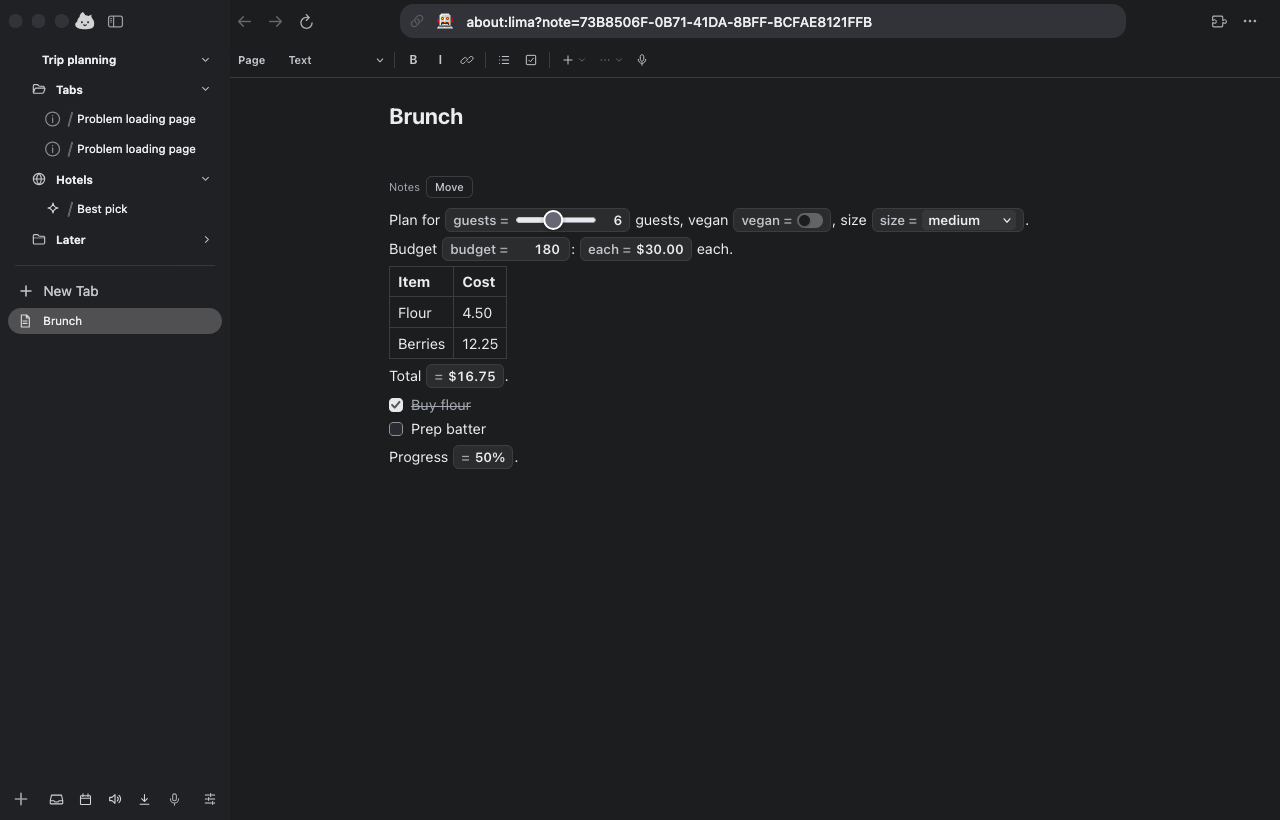 about:lima?note=73B8506F-0B71-41DA-8BFF-BCFAE8121FFB
Trip planning
Tabs
/ Problem loading page
/ Problem loading page
Hotels
/ Best pick
Later
New Tab
Brunch
Page Text B I
Brunch
Notes Move
Plan for guests = 6 guests, vegan vegan = , size size = medium .
Budget budget = 180 : each = $30.00 each.
Item Cost
Flour 4.50
Berries 12.25
Total = $16.75 .
Buy flour
Prep batter
Progress = 50% .